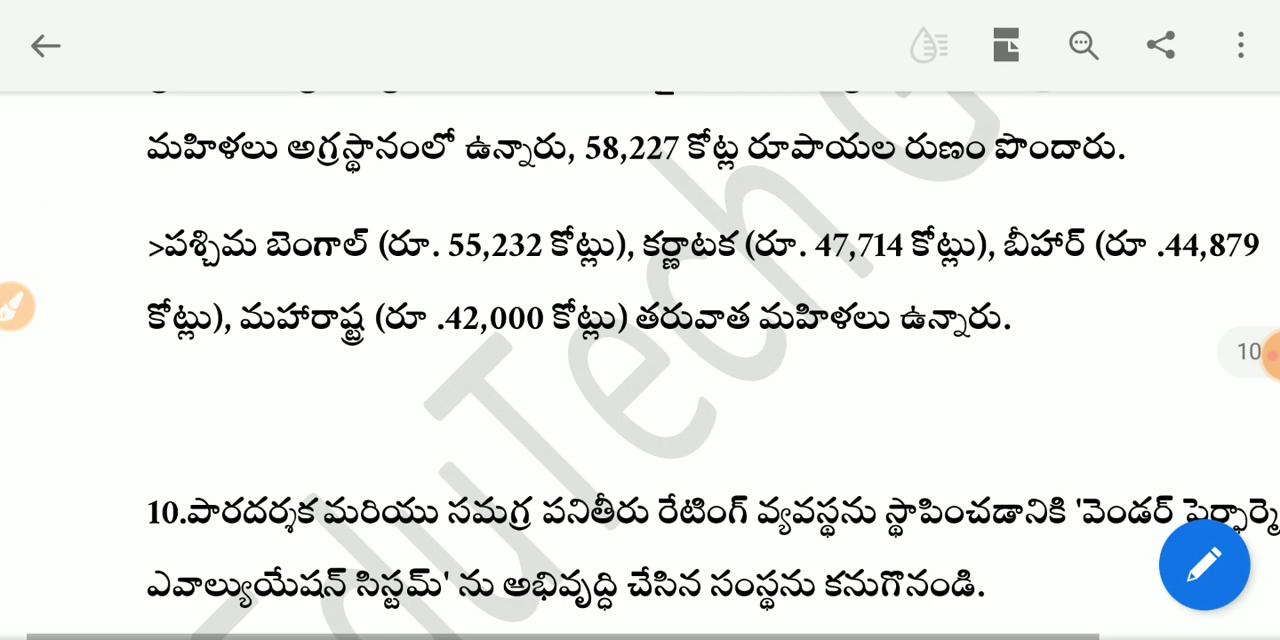 మహిళలు అగ్రస్థానంలో ఉన్నారు, 58,227 కోట్ల రూపాయల రుణం పొందారు.
>పశ్చిమ బెంగాల్ (రూ. 55,232 కోట్లు), కర్ణాటక (రూ. 47,714 కోట్లు), బీహార్ (రూ .44,879
కోట్లు), మహారాష్ట్ర (రూ .42,000 కోట్లు) తరువాత మహిళలు ఉన్నారు.
10
10.పారదర్శక మరియు సమగ్ర పనితీరు రేటింగ్ వ్యవస్థను స్థాపించడానికి 'వెండర్
ఎవాల్యుయేషన్ సిస్టమ్' ను అభివృద్ధి చేసిన సంస్థను కనుగొనండి.
EduTech G